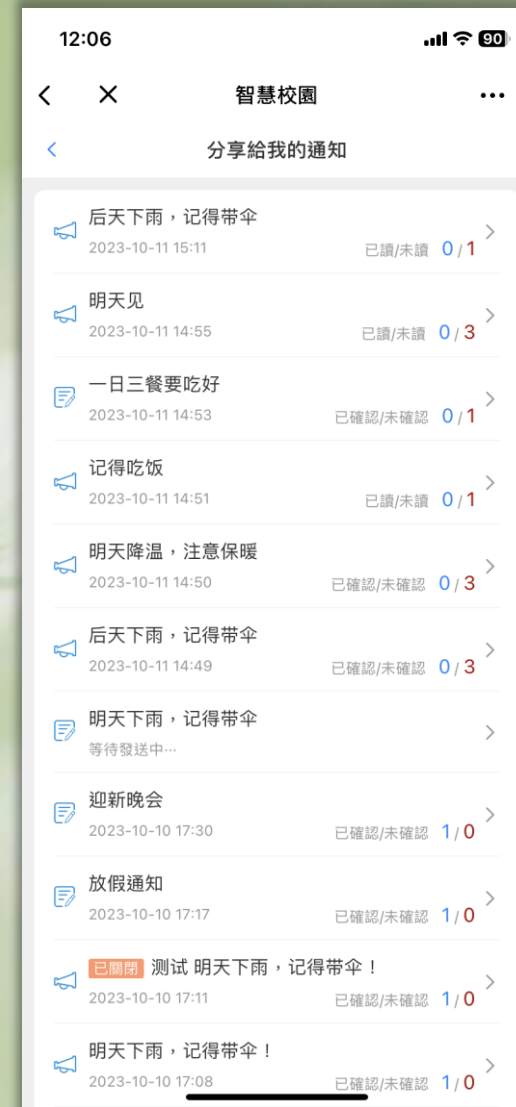 12:06
90
智慧校園
分享給我的通知
后天下雨，记得带伞
2023-10-11 15:11 已讀/未讀 0/1
明天见
2023-10-11 14:55 已讀/未讀 0/3
一日三餐要吃好
2023-10-11 14:53 已確認/未確認 0/1
记得吃饭
2023-10-11 14:51 已讀/未讀 0/1
明天降温，注意保暖
2023-10-11 14:50 已確認/未確認 0/3
后天下雨，记得带伞
2023-10-11 14:49 已確認/未確認 0/3
明天下雨，记得带伞
等待發送中...
迎新晚会
2023-10-10 17:30 已確認/未確認 1/0
放假通知
2023-10-10 17:17 已確認/未確認 1/0
已關閉 测试 明天下雨，记得带伞！
2023-10-10 17:11 已確認/未確認 1/0
明天下雨，记得带伞！
2023-10-10 17:08 已確認/未確認 1/0